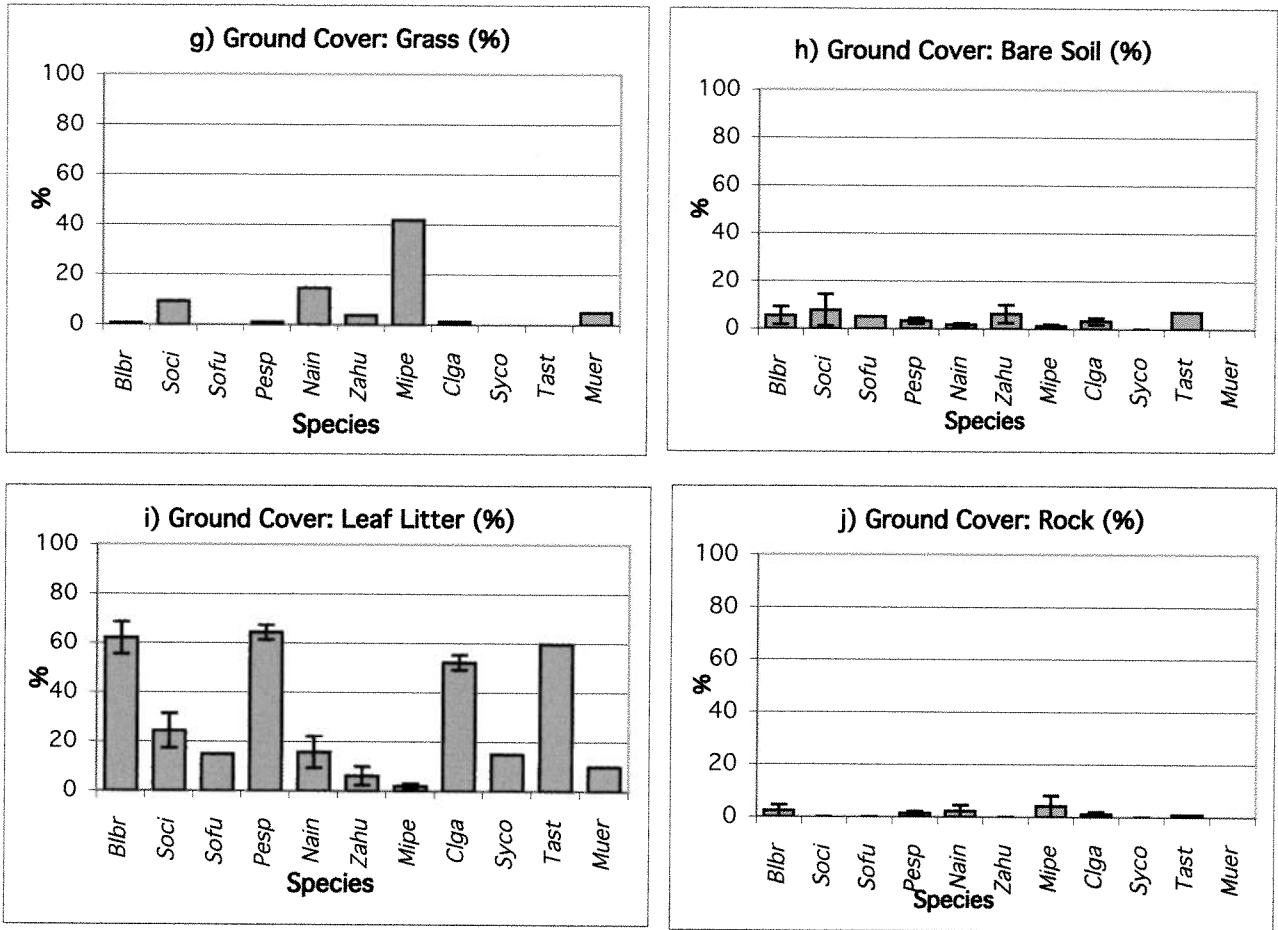 g) Ground Cover: Grass (%)
100
80
60
40
20
0
%
Blbr
Soci
Sofu
Pesp
Nain
Zahu
Mipe
Clga
Syco
Tast
Muer
Species
h) Ground Cover: Bare Soil (%)
100
80
60
40
20
0
%
Blbr
Soci
Sofu
Pesp
Nain
Zahu
Mipe
Clga
Syco
Tast
Muer
Species
i) Ground Cover: Leaf Litter (%)
100
80
60
40
20
0
%
Blbr
Soci
Sofu
Pesp
Nain
Zahu
Mipe
Clga
Syco
Tast
Muer
Species
j) Ground Cover: Rock (%)
100
80
60
40
20
0
%
Blbr
Soci
Sofu
Pesp
Nain
Zahu
Mipe
Clga
Syco
Tast
Muer
Species